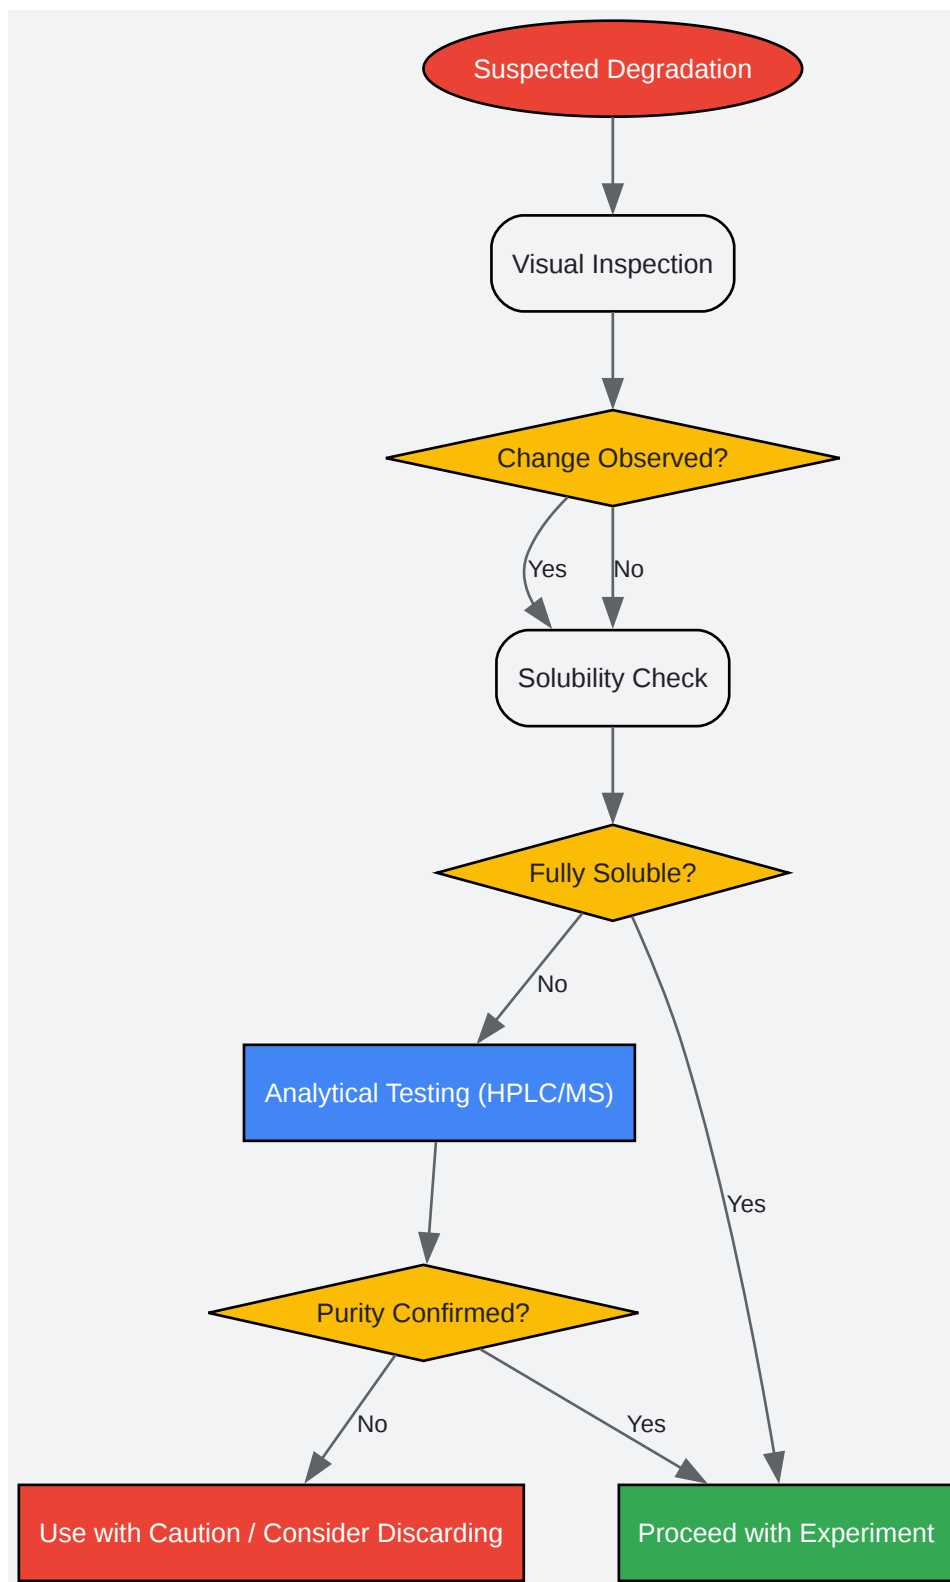 Suspected Degradation
Visual Inspection
Change Observed?
Yes
No
Solubility Check
Fully Soluble?
No
Analytical Testing (HPLC/MS)
Yes
Purity Confirmed?
No
Yes
Use with Caution / Consider Discarding
Proceed with Experiment